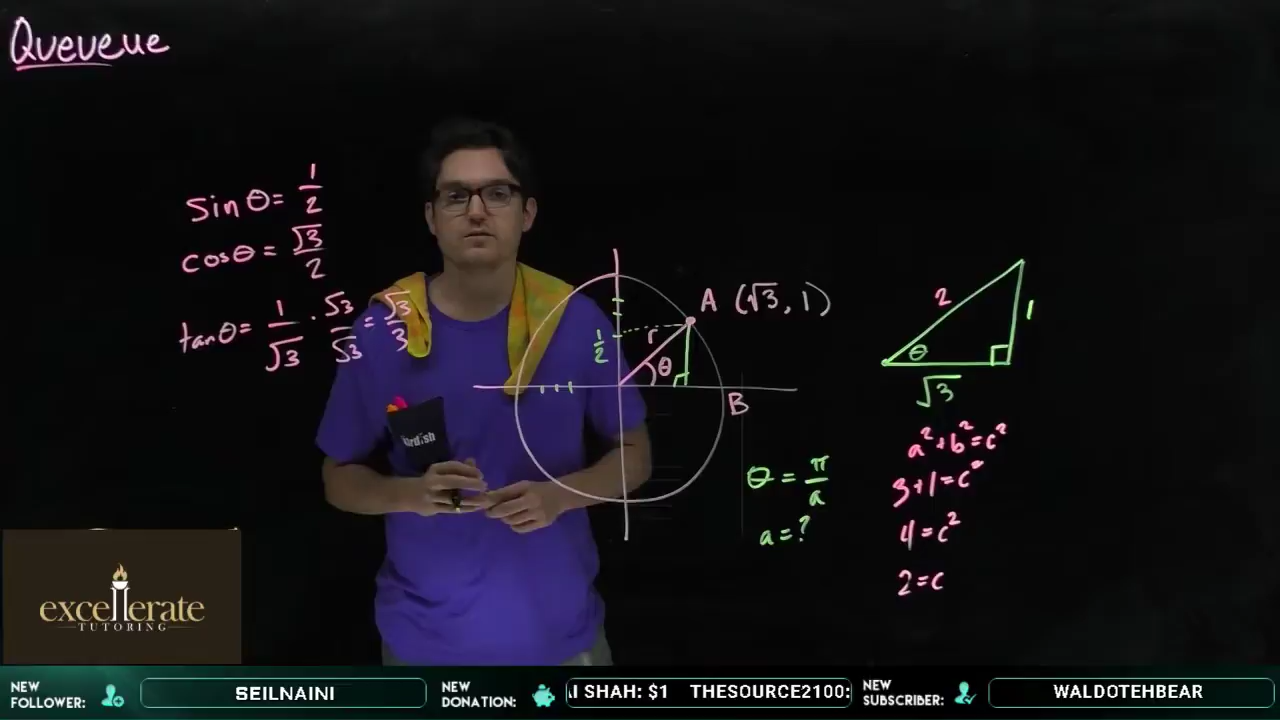 Queueue
sin θ = 1/2
cos θ = √3/2
tan θ = 1/√3 · √3/√3 = √3/3
A (√3, 1)
r
1/2
θ
B
θ = π/a
a = ?
2
1
θ
√3
a² + b² = c²
3 + 1 = c²
4 = c²
2 = c
excellerate
TUTORING
NEW FOLLOWER: SEILNAINI
NEW DONATION: AI SHAH: $1 THESOURCE2100:
NEW SUBSCRIBER: WALDOTEHBEAR